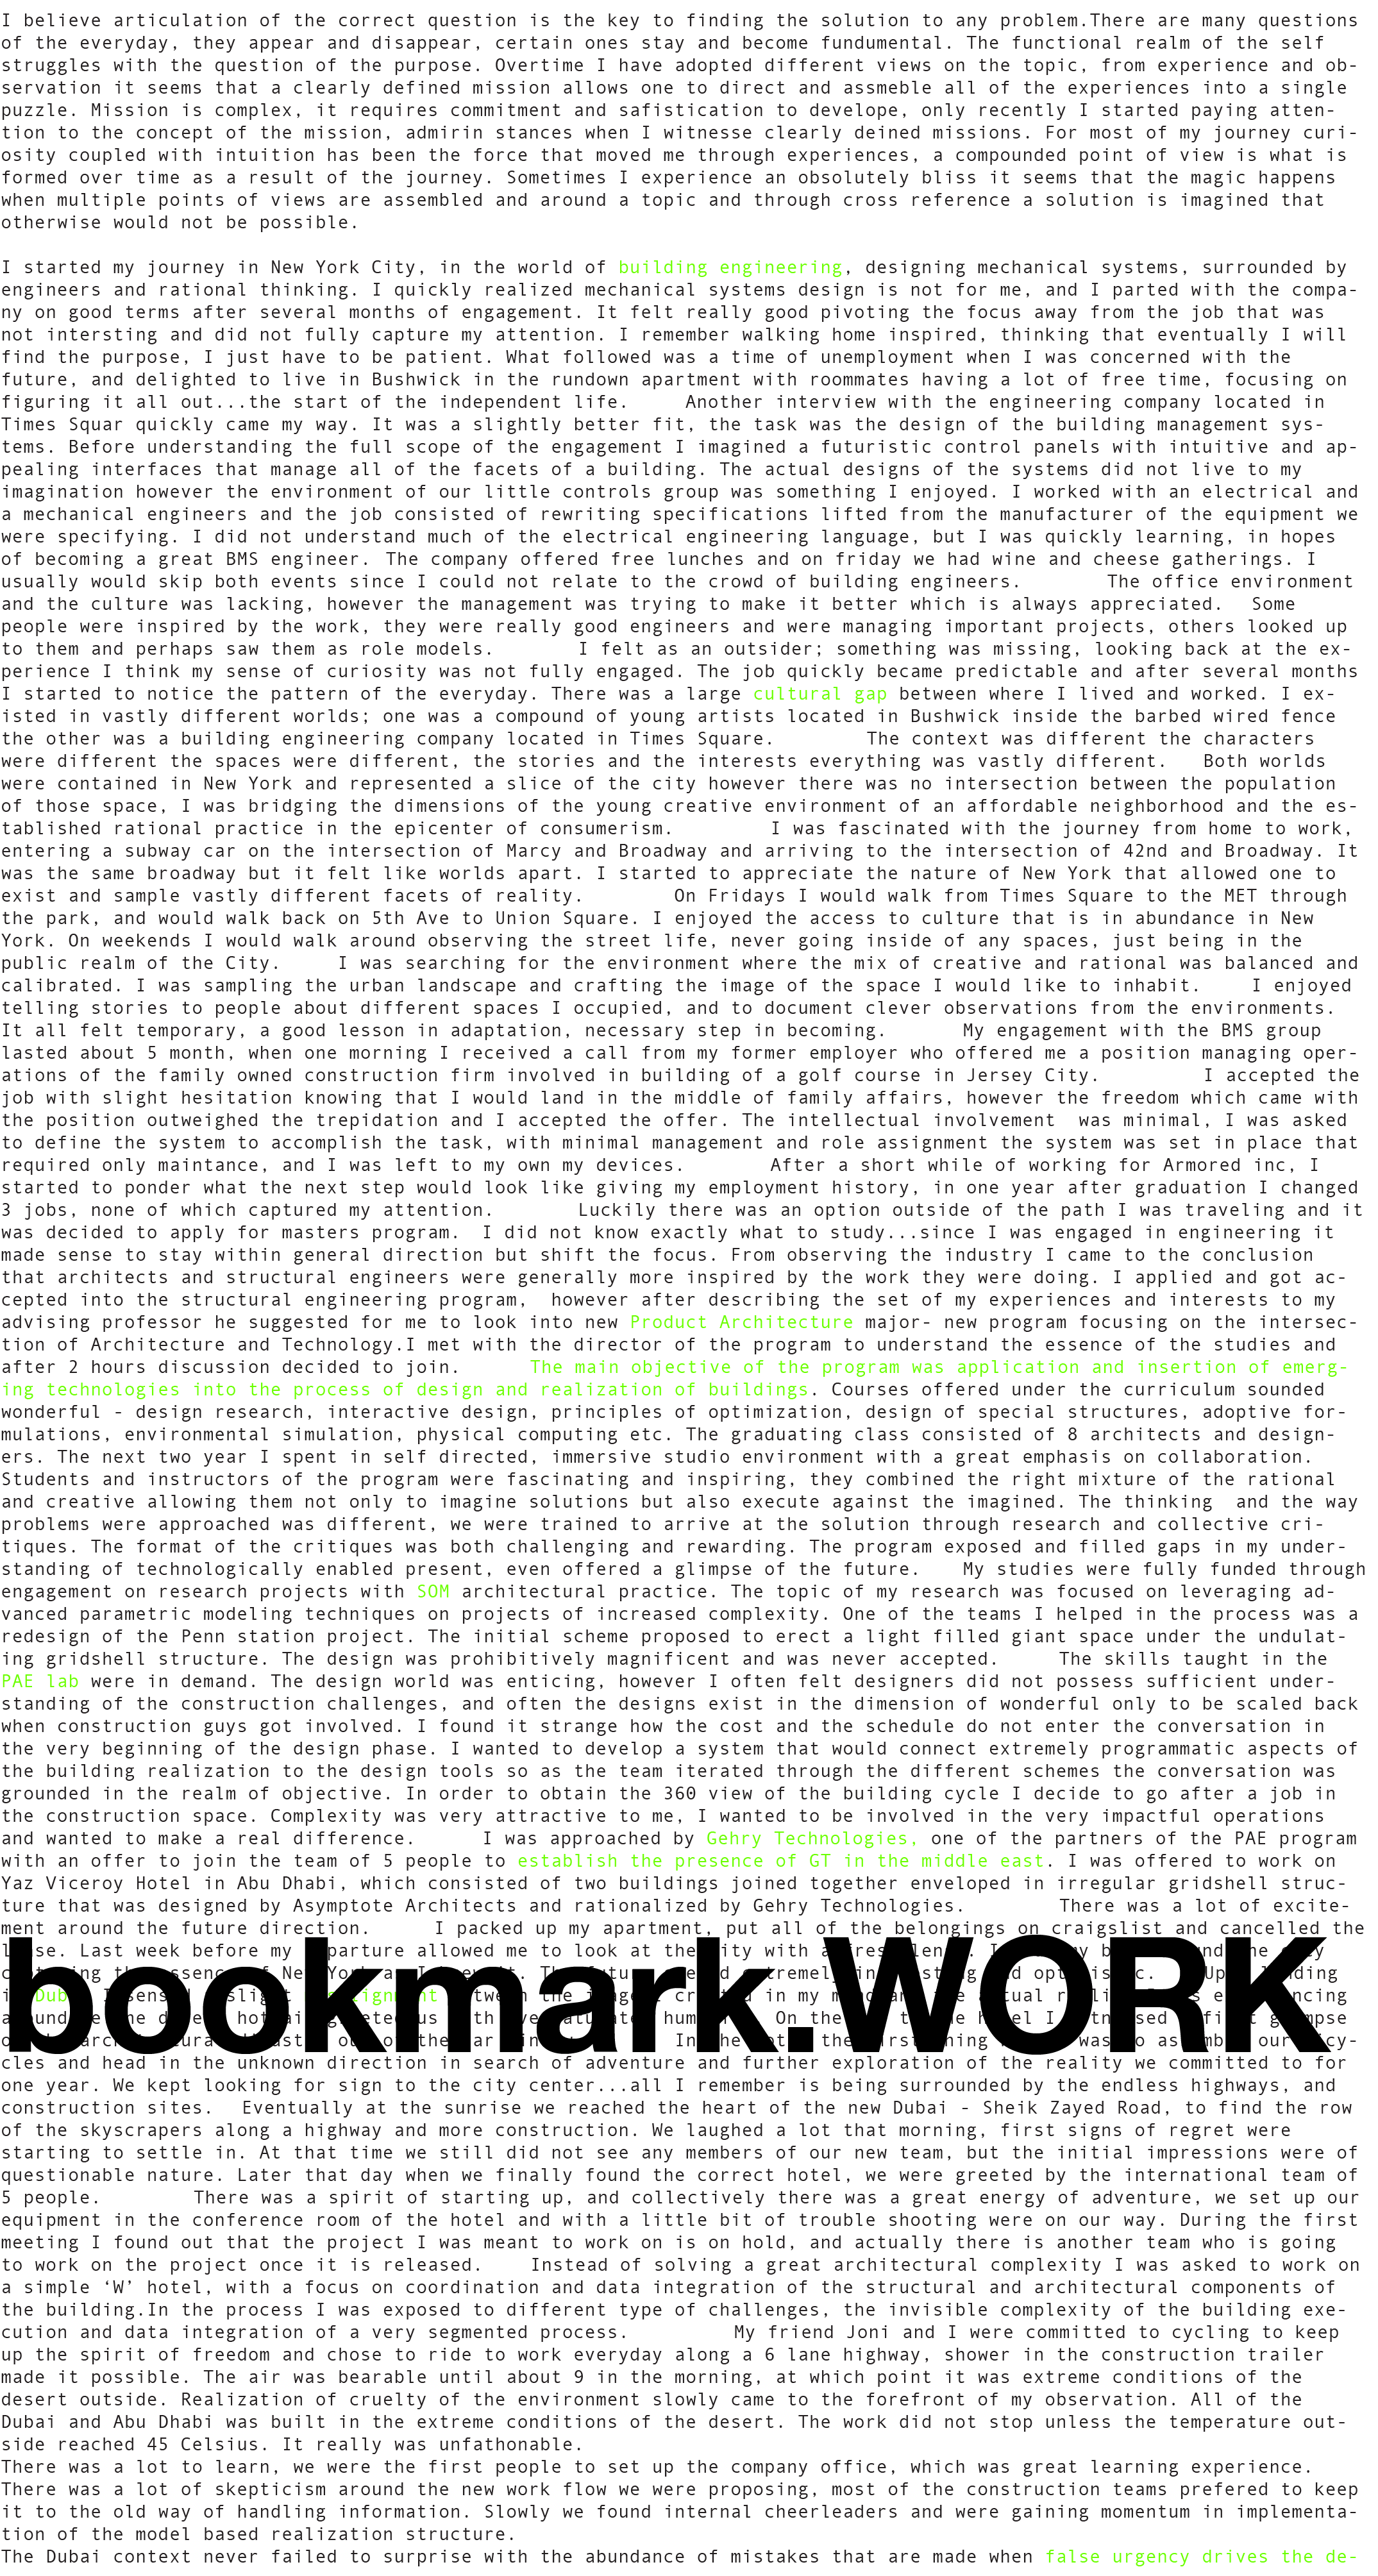 I believe articulation of the correct question is the key to finding the solution to any problem.There are many questions
of the everyday, they appear and disappear, certain ones stay and become fundumental. The functional realm of the self
struggles with the question of the purpose. Overtime I have adopted different views on the topic, from experience and ob-
servation it seems that a clearly defined mission allows one to direct and assmeble all of the experiences into a single
puzzle. Mission is complex, it requires commitment and safistication to develope, only recently I started paying atten-
tion to the concept of the mission, admirin stances when I witnesse clearly deined missions. For most of my journey curi-
osity coupled with intuition has been the force that moved me through experiences, a compounded point of view is what is
formed over time as a result of the journey. Sometimes I experience an absolutely bliss it seems that the magic happens
when multiple points of views are assembled and around a topic and through cross reference a solution is imagined that
otherwise would not be possible.
I started my journey in New York City, in the world of building engineering, designing mechanical systems, surrounded by
engineers and rational thinking. I quickly realized mechanical systems design is not for me, and I parted with the compa-
ny on good terms after several months of engagement. It felt really good pivoting the focus away from the job that was
not intersting and did not fully capture my attention. I remember walking home inspired, thinking that eventually I will
find the purpose, I just have to be patient. What followed was a time of unemployment when I was concerned with the
future, and delighted to live in Bushwick in the rundown apartment with roommates having a lot of free time, focusing on
figuring it all out...the start of the independent life. Another interview with the engineering company located in
Times Squar quickly came my way. It was a slightly better fit, the task was the design of the building management sys-
tems. Before understanding the full scope of the engagement I imagined a futuristic control panels with intuitive and ap-
pealing interfaces that manage all of the facets of a building. The actual designs of the systems did not live to my
imagination however the environment of our little controls group was something I enjoyed. I worked with an electrical and
a mechanical engineers and the job consisted of rewriting specifications lifted from the manufacturer of the equipment we
were specifying. I did not understand much of the electrical engineering language, but I was quickly learning, in hopes
of becoming a great BMS engineer. The company offered free lunches and on friday we had wine and cheese gatherings. I
usually would skip both events since I could not relate to the crowd of building engineers. The office environment
and the culture was lacking, however the management was trying to make it better which is always appreciated. Some
people were inspired by the work, they were really good engineers and were managing important projects, others looked up
to them and perhaps saw them as role models. I felt as an outsider; something was missing, looking back at the ex-
perience I think my sense of curiosity was not fully engaged. The job quickly became predictable and after several months
I started to notice the pattern of the everyday. There was a large cultural gap between where I lived and worked. I ex-
isted in vastly different worlds; one was a compound of young artists located in Bushwick inside the barbed wired fence
the other was a building engineering company located in Times Square. The context was different the characters
were different the spaces were different, the stories and the interests everything was vastly different. Both worlds
were contained in New York and represented a slice of the city however there was no intersection between the population
of those space, I was bridging the dimensions of the young creative environment of an affordable neighborhood and the es-
tablished rational practice in the epicenter of consumerism. I was fascinated with the journey from home to work,
entering a subway car on the intersection of Marcy and Broadway and arriving to the intersection of 42nd and Broadway. It
was the same broadway but it felt like worlds apart. I started to appreciate the nature of New York that allowed one to
exist and sample vastly different facets of reality. On Fridays I would walk from Times Square to the MET through
the park, and would walk back on 5th Ave to Union Square. I enjoyed the access to culture that is in abundance in New
York. On weekends I would walk around observing the street life, never going inside of any spaces, just being in the
public realm of the City. I was searching for the environment where the mix of creative and rational was balanced and
calibrated. I was sampling the urban landscape and crafting the image of the space I would like to inhabit. I enjoyed
telling stories to people about different spaces I occupied, and to document clever observations from the environments.
It all felt temporary, a good lesson in adaptation, necessary step in becoming. My engagement with the BMS group
lasted about 5 month, when one morning I received a call from my former employer who offered me a position managing oper-
ations of the family owned construction firm involved in building of a golf course in Jersey City. I accepted the
job with slight hesitation knowing that I would land in the middle of family affairs, however the freedom which came with
the position outweighed the trepidation and I accepted the offer. The intellectual involvement was minimal, I was asked
to define the system to accomplish the task, with minimal management and role assignment the system was set in place that
required only maintance, and I was left to my own my devices. After a short while of working for Armored inc, I
started to ponder what the next step would look like giving my employment history, in one year after graduation I changed
3 jobs, none of which captured my attention. Luckily there was an option outside of the path I was traveling and it
was decided to apply for masters program. I did not know exactly what to study...since I was engaged in engineering it
made sense to stay within general direction but shift the focus. From observing the industry I came to the conclusion
that architects and structural engineers were generally more inspired by the work they were doing. I applied and got ac-
cepted into the structural engineering program, however after describing the set of my experiences and interests to my
advising professor he suggested for me to look into new Product Architecture major- new program focusing on the intersec-
tion of Architecture and Technology.I met with the director of the program to understand the essence of the studies and
after 2 hours discussion decided to join. The main objective of the program was application and insertion of emerg-
ing technologies into the process of design and realization of buildings. Courses offered under the curriculum sounded
wonderful - design research, interactive design, principles of optimization, design of special structures, adoptive for-
mulations, environmental simulation, physical computing etc. The graduating class consisted of 8 architects and design-
ers. The next two year I spent in self directed, immersive studio environment with a great emphasis on collaboration.
Students and instructors of the program were fascinating and inspiring, they combined the right mixture of the rational
and creative allowing them not only to imagine solutions but also execute against the imagined. The thinking and the way
problems were approached was different, we were trained to arrive at the solution through research and collective cri-
tiques. The format of the critiques was both challenging and rewarding. The program exposed and filled gaps in my under-
standing of technologically enabled present, even offered a glimpse of the future. My studies were fully funded through
engagement on research projects with SOM architectural practice. The topic of my research was focused on leveraging ad-
vanced parametric modeling techniques on projects of increased complexity. One of the teams I helped in the process was a
redesign of the Penn station project. The initial scheme proposed to erect a light filled giant space under the undulat-
ing gridshell structure. The design was prohibitively magnificent and was never accepted. The skills taught in the
PAE lab were in demand. The design world was enticing, however I often felt designers did not possess sufficient under-
standing of the construction challenges, and often the designs exist in the dimension of wonderful only to be scaled back
when construction guys got involved. I found it strange how the cost and the schedule do not enter the conversation in
the very beginning of the design phase. I wanted to develop a system that would connect extremely programmatic aspects of
the building realization to the design tools so as the team iterated through the different schemes the conversation was
grounded in the realm of objective. In order to obtain the 360 view of the building cycle I decide to go after a job in
the construction space. Complexity was very attractive to me, I wanted to be involved in the very impactful operations
and wanted to make a real difference. I was approached by Gehry Technologies, one of the partners of the PAE program
with an offer to join the team of 5 people to establish the presence of GT in the middle east. I was offered to work on
Yaz Viceroy Hotel in Abu Dhabi, which consisted of two buildings joined together enveloped in irregular gridshell struc-
ture that was designed by Asymptote Architects and rationalized by Gehry Technologies. There was a lot of excite-
ment around the future direction. I packed up my apartment, put all of the belongings on craigslist and cancelled the
Last week before my parture allowed me to look at the city with a
bookmark.WORK
cles and head in the unknown direction in search of adventure and further exploration of the reality we committed to for
one year. We kept looking for sign to the city center...all I remember is being surrounded by the endless highways, and
construction sites. Eventually at the sunrise we reached the heart of the new Dubai - Sheik Zayed Road, to find the row
of the skyscrapers along a highway and more construction. We laughed a lot that morning, first signs of regret were
starting to settle in. At that time we still did not see any members of our new team, but the initial impressions were of
questionable nature. Later that day when we finally found the correct hotel, we were greeted by the international team of
5 people. There was a spirit of starting up, and collectively there was a great energy of adventure, we set up our
equipment in the conference room of the hotel and with a little bit of trouble shooting were on our way. During the first
meeting I found out that the project I was meant to work on is on hold, and actually there is another team who is going
to work on the project once it is released. Instead of solving a great architectural complexity I was asked to work on
a simple ‘W’ hotel, with a focus on coordination and data integration of the structural and architectural components of
the building.In the process I was exposed to different type of challenges, the invisible complexity of the building exe-
cution and data integration of a very segmented process. My friend Joni and I were committed to cycling to keep
up the spirit of freedom and chose to ride to work everyday along a 6 lane highway, shower in the construction trailer
made it possible. The air was bearable until about 9 in the morning, at which point it was extreme conditions of the
desert outside. Realization of cruelty of the environment slowly came to the forefront of my observation. All of the
Dubai and Abu Dhabi was built in the extreme conditions of the desert. The work did not stop unless the temperature out-
side reached 45 Celsius. It really was unfathonable.
There was a lot to learn, we were the first people to set up the company office, which was great learning experience.
There was a lot of skepticism around the new work flow we were proposing, most of the construction teams prefered to keep
it to the old way of handling information. Slowly we found internal cheerleaders and were gaining momentum in implementa-
tion of the model based realization structure.
The Dubai context never failed to surprise with the abundance of mistakes that are made when false urgency drives the de-